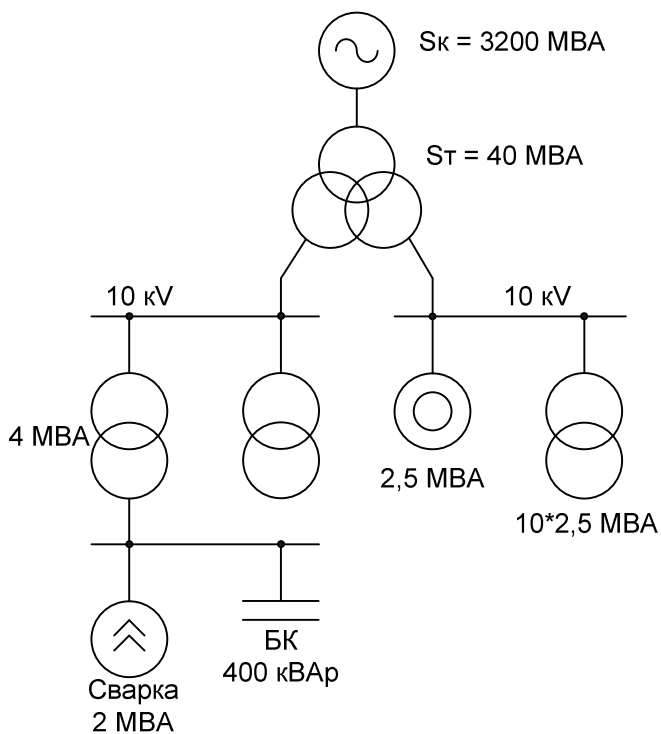 Sк = 3200 МВА
Sт = 40 МВА
10 кV
10 кV
4 МВА
2,5 МВА
10*2,5 МВА
БК
400 кВАр
Сварка
2 МВА